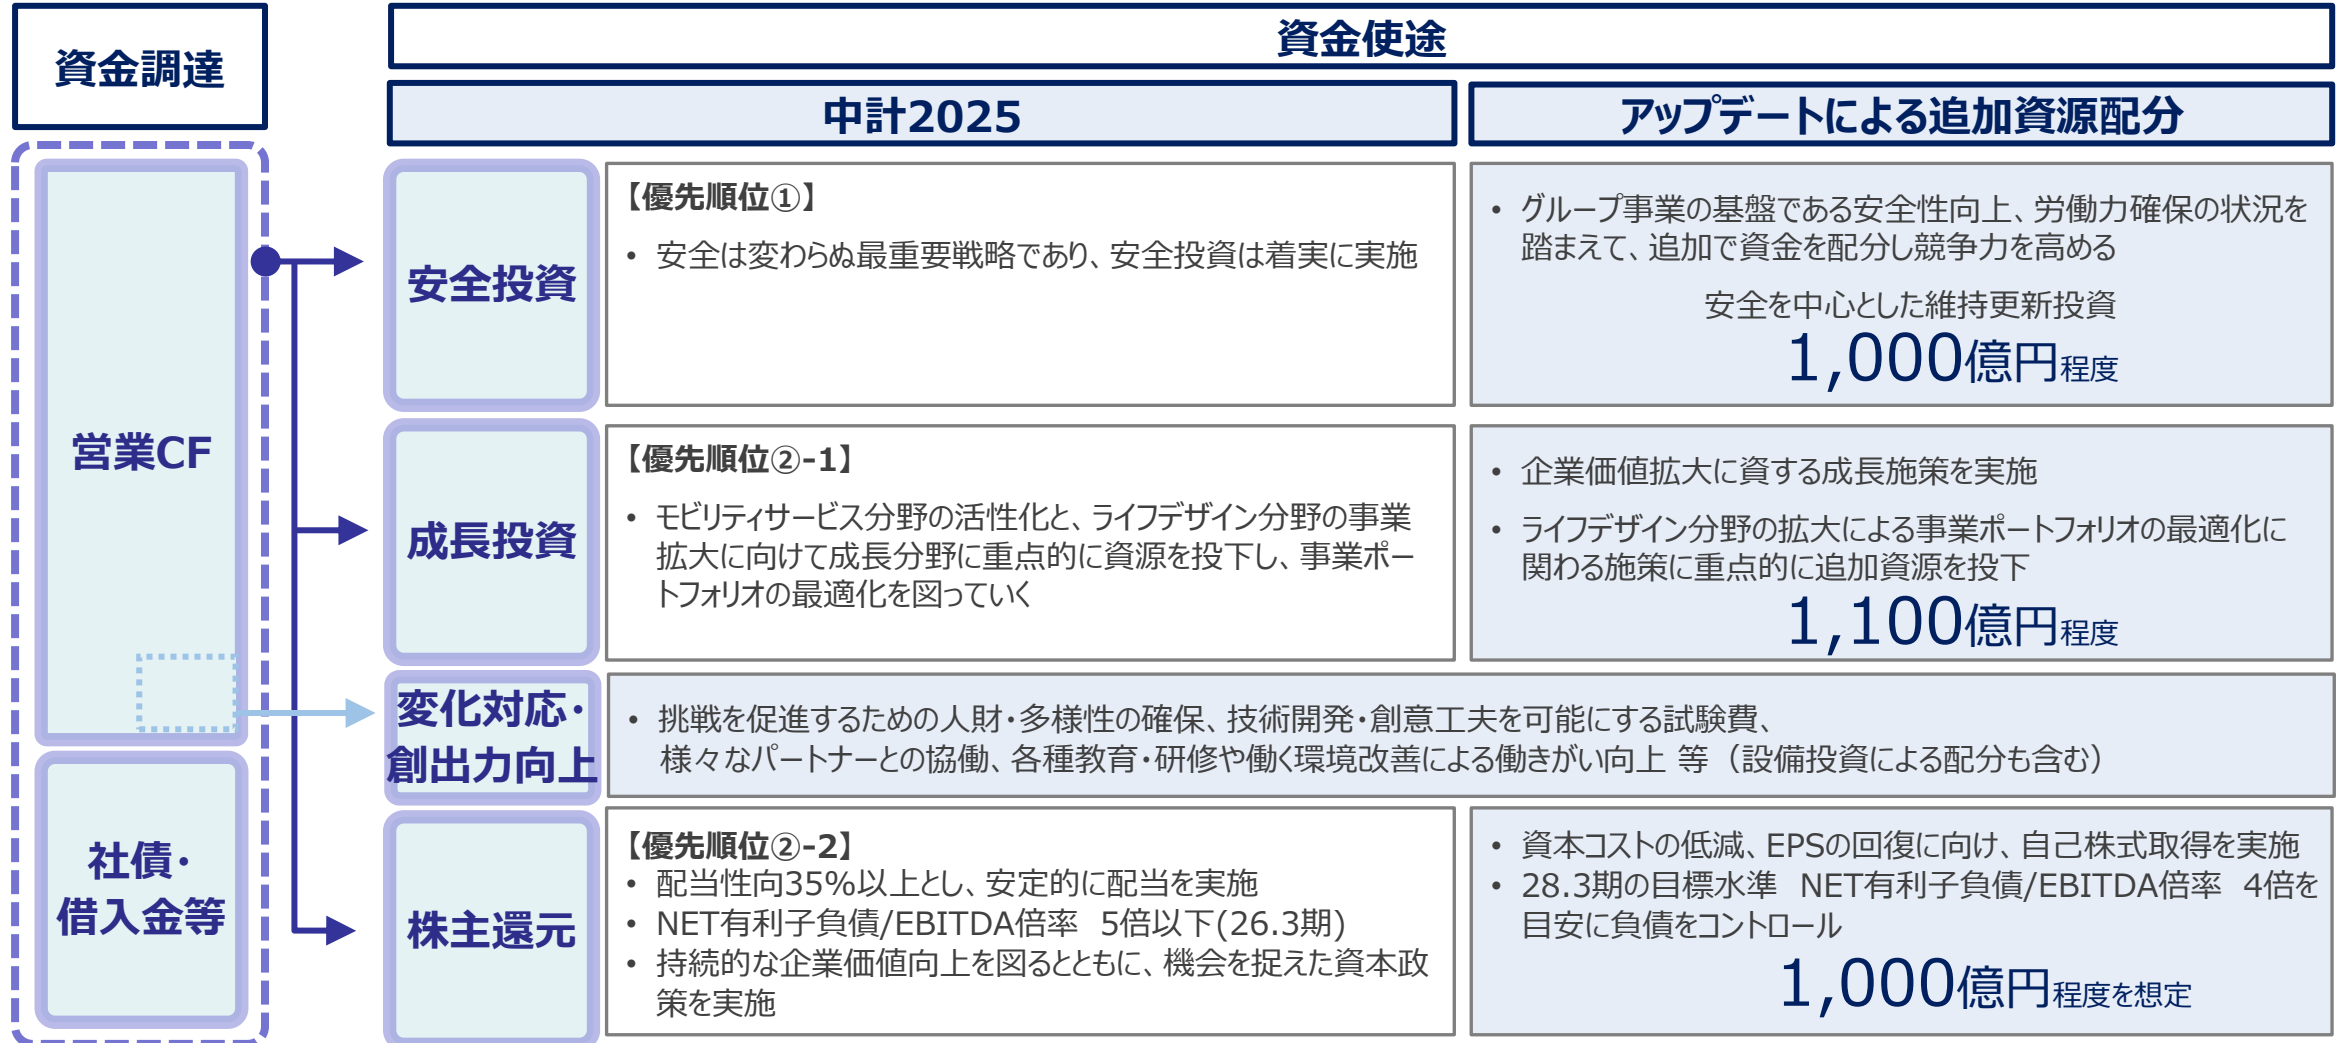 資金調達
資金使途
中計2025
アップデートによる追加資源配分
営業CF
社債・
借入金等
安全投資
【優先順位①】
• 安全は変わらぬ最重要戦略であり、安全投資は着実に実施
• グループ事業の基盤である安全性向上、労働力確保の状況を
踏まえて、追加で資金を配分し競争力を高める
安全を中心とした維持更新投資
1,000億円程度
成長投資
【優先順位②-1】
• モビリティサービス分野の活性化と、ライフデザイン分野の事業
拡大に向けて成長分野に重点的に資源を投下し、事業ポー
トフォリオの最適化を図っていく
• 企業価値拡大に資する成長施策を実施
• ライフデザイン分野の拡大による事業ポートフォリオの最適化に
関わる施策に重点的に追加資源を投下
1,100億円程度
変化対応・
創出力向上
• 挑戦を促進するための人財・多様性の確保、技術開発・創意工夫を可能にする試験費、
様々なパートナーとの協働、各種教育・研修や働く環境改善による働きがい向上 等（設備投資による配分も含む）
株主還元
【優先順位②-2】
• 配当性向35%以上とし、安定的に配当を実施
• NET有利子負債/EBITDA倍率 5倍以下(26.3期)
• 持続的な企業価値向上を図るとともに、機会を捉えた資本政
策を実施
• 資本コストの低減、EPSの回復に向け、自己株式取得を実施
• 28.3期の目標水準 NET有利子負債/EBITDA倍率 4倍を
目安に負債をコントロール
1,000億円程度を想定